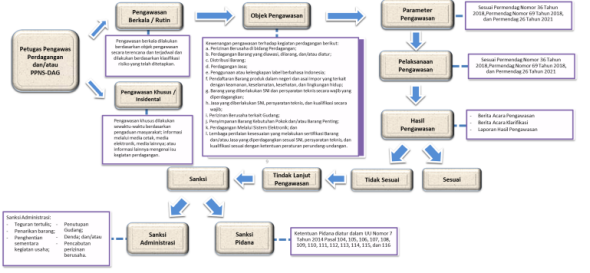 Petugas Pengawas
Perdagangan
dan/atau
PPNS-DAG
Pengawasan
Berkala / Rutin
Pengawasan berkala dilakukan
berdasarkan objek pengawasan
secara terencana dan terjadwal dan
dilakukan berdasarkan klasifikasi
risiko yang telah ditetapkan.
Pengawasan Khusus /
Insidental
Pengawasan khusus dilakukan
sewaktu-waktu berdasarkan
pengaduan masyarakat; informasi
melalui media cetak, media
elektronik, media lainnya; atau
informasi lainnya mengenai isu
kegiatan perdagangan.
Objek Pengawasan
Kewenangan pengawasan terhadap kegiatan perdagangan berikut:
a. Perizinan Berusaha di bidang Perdagangan;
b. Perdagangan Barang yang diawasi, dilarang, dan/atau diatur;
c. Distribusi Barang;
d. Perdagangan Jasa;
e. Penggunaan atau kelengkapan label berbahasa Indonesia;
f. Pendaftaran Barang produk dalam negeri dan asal impor yang terkait
dengan keamanan, keselamatan, kesehatan, dan lingkungan hidup;
g. Barang yang diberlakukan SNI dan persyaratan teknis secara wajib yang
diperdagangkan;
h. Jasa yang diberlakukan SNI, persyaratan teknis, dan kualifikasi secara
wajib;
i. Perizinan Berusaha terkait Gudang;
j. Penyimpanan Barang Kebutuhan Pokok dan/atau Barang Penting;
k. Perdagangan Melalui Sistem Elektronik; dan
l. Lembaga penilaian kesesuaian yang melakukan sertifikasi Barang
dan/atau Jasa yang diperdagangkan sesuai SNI, persyaratan teknis, dan
kualifikasi sesuai dengan ketentuan peraturan perundang-undangan.
Parameter
Pengawasan
Sesuai Permendag Nomor 36 Tahun
2018, Permendag Nomor 69 Tahun 2018,
dan Permendag 26 Tahun 2021
Pelaksanaan
Pengawasan
Sesuai Permendag Nomor 36 Tahun
2018, Permendag Nomor 69 Tahun 2018,
dan Permendag 26 Tahun 2021
Hasil
Pengawasan
- Berita Acara Pengawasan
- Berita Acara Klarifikasi
- Laporan Hasil Pengawasan
Sanksi
Tindak Lanjut
Pengawasan
Tidak Sesuai
Sesuai
Sanksi Administrasi:
- Teguran tertulis;
- Penarikan barang;
- Penghentian
sementara
kegiatan usaha;
- Penutupan
Gudang;
- Denda; dan/atau
- Pencabutan
perizinan
berusaha.
Sanksi
Administrasi
Sanksi
Pidana
Ketentuan Pidana diatur dalam UU Nomor 7
Tahun 2014 Pasal 104, 105, 106, 107, 108,
109, 110, 111, 112, 113, 114, 115, dan 116